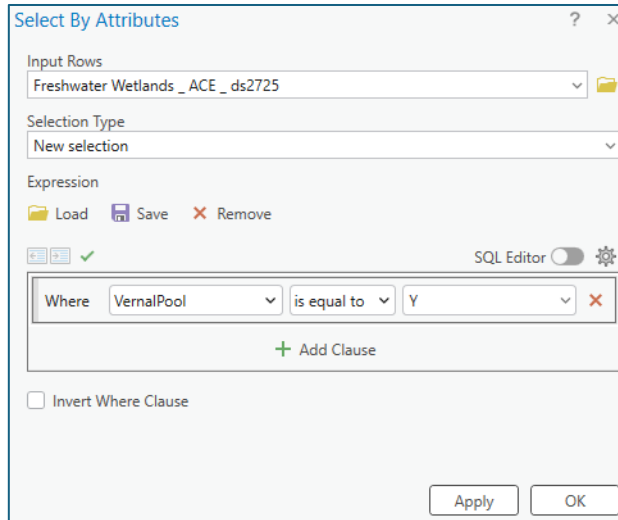 Select By Attributes ?
Input Rows
Freshwater Wetlands _ ACE _ ds2725
Selection Type
New selection
Expression
Load Save Remove
SQL Editor
Where VernalPool is equal to Y
Add Clause
Invert Where Clause
Apply OK